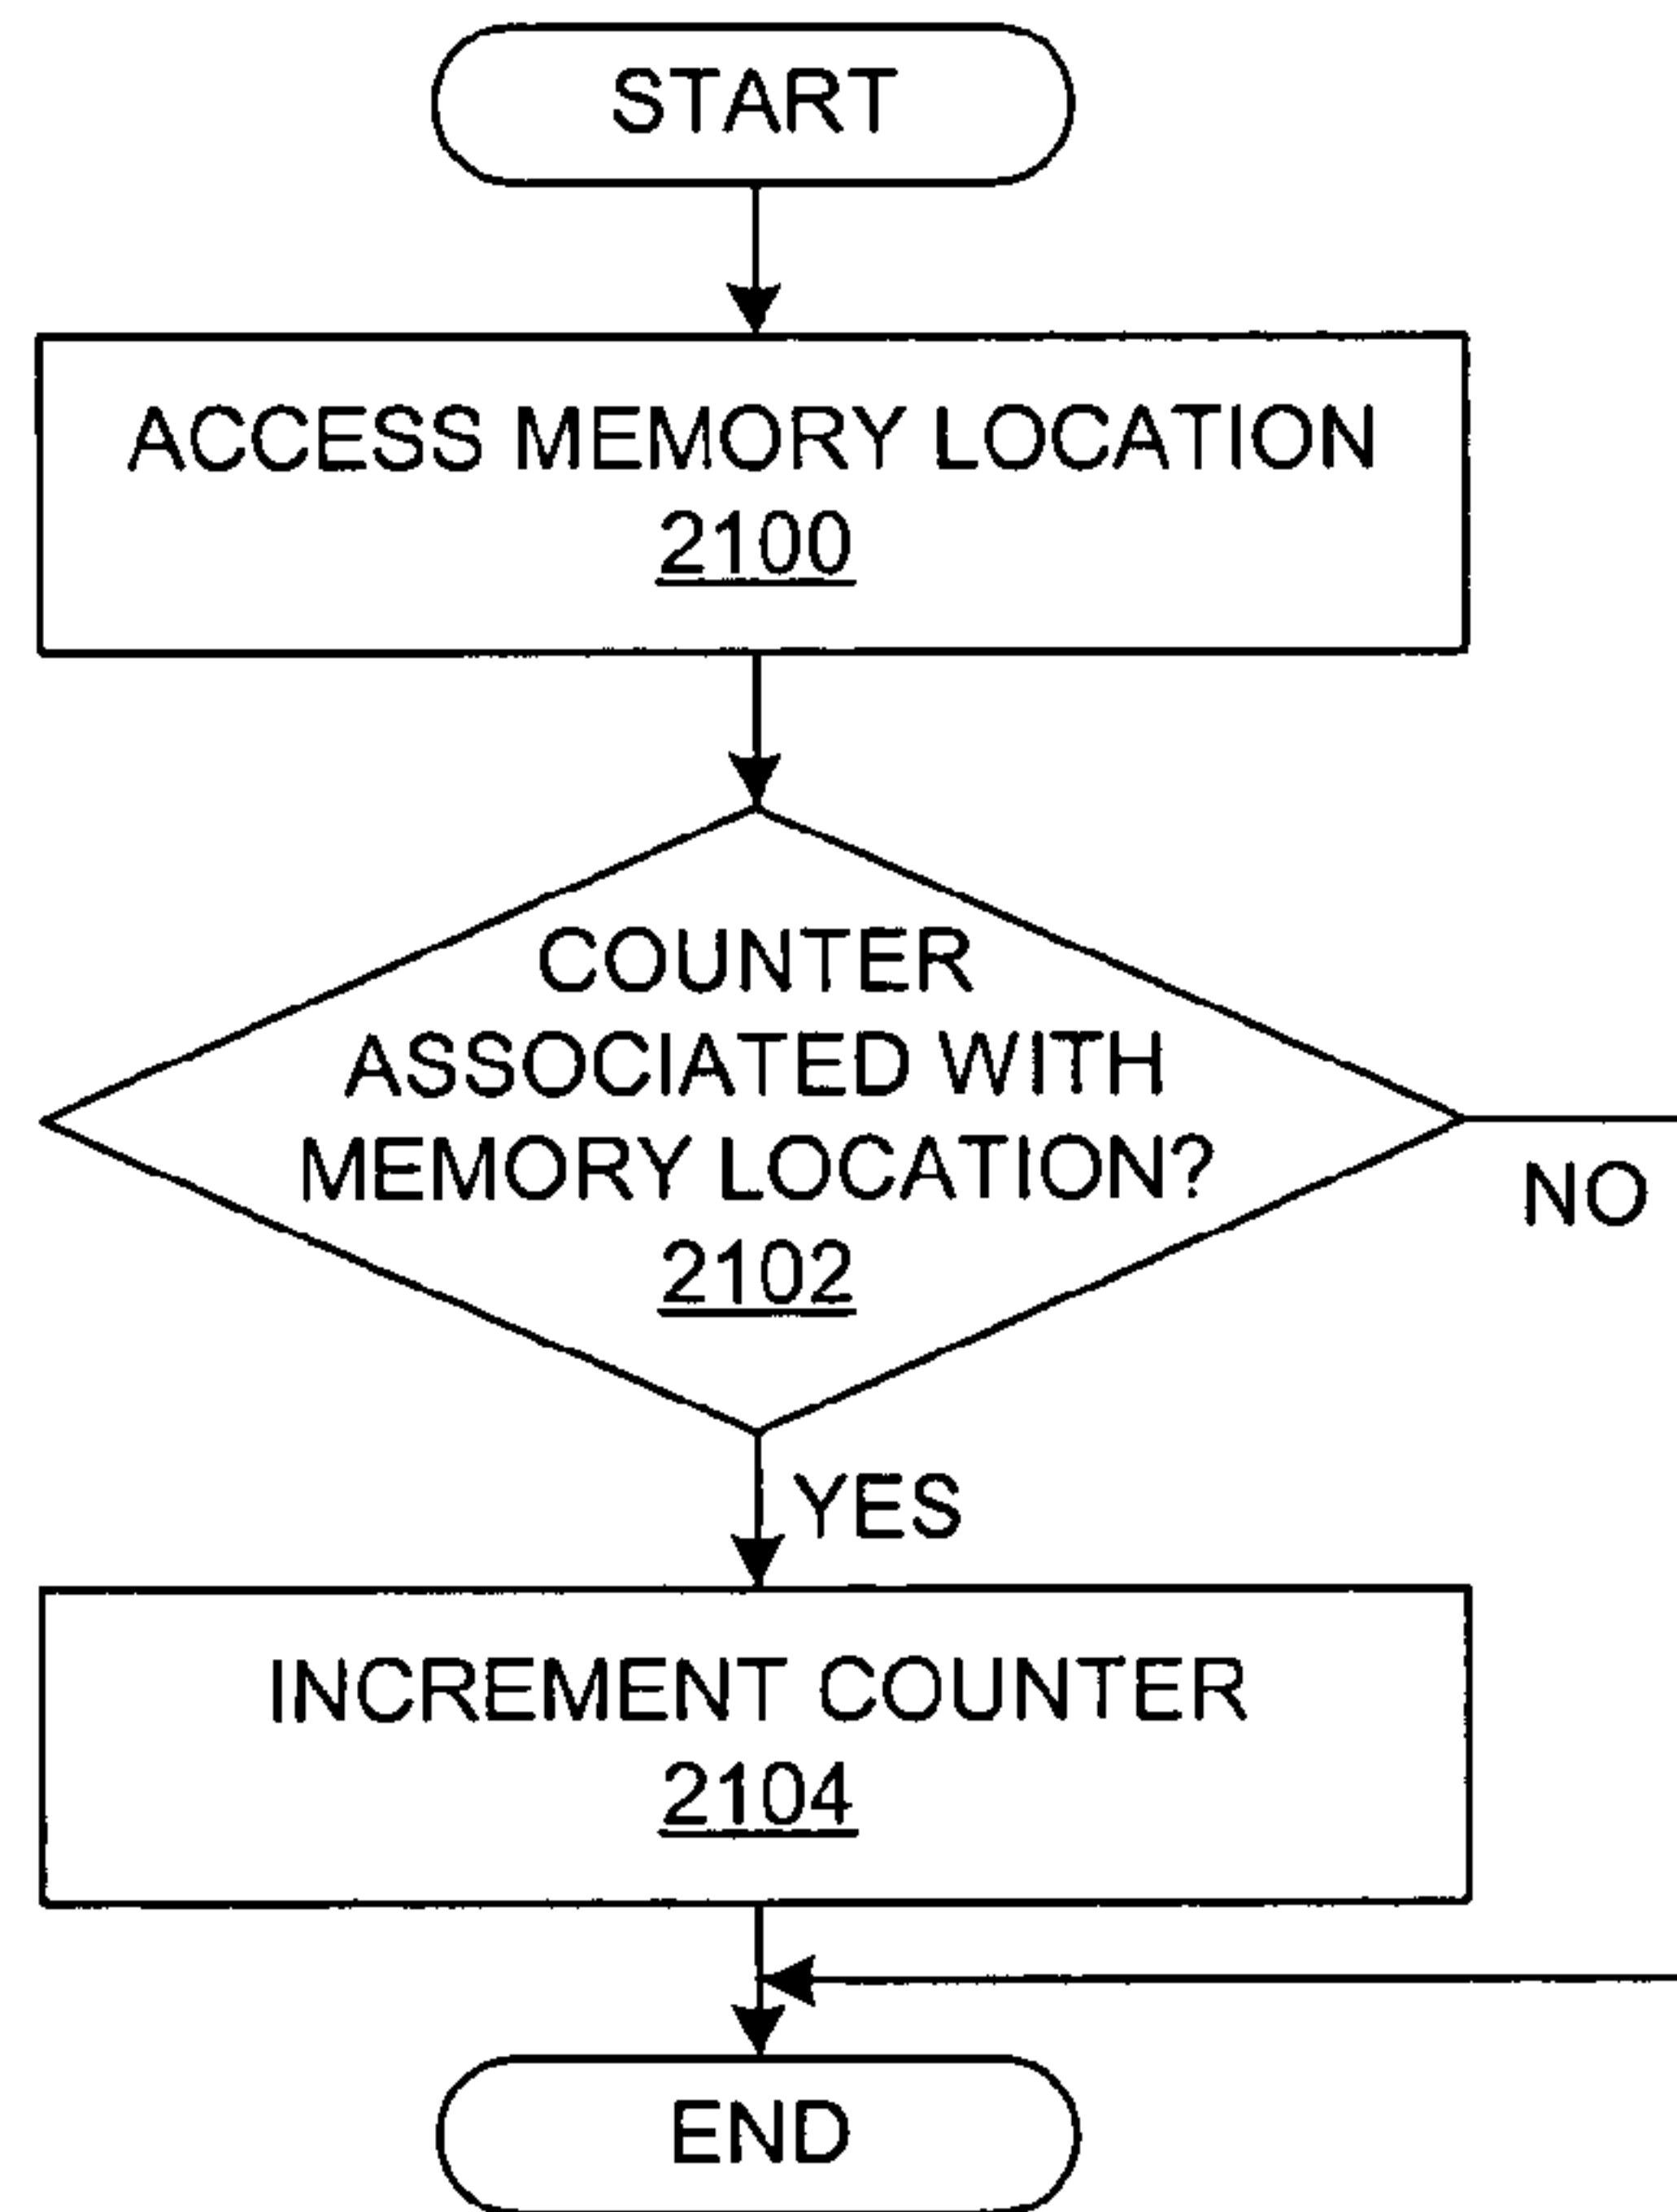 START
ACCESS MEMORY LOCATION
2100
COUNTER
ASSOCIATED WITH
MEMORY LOCATION?
2102
NO
YES
INCREMENT COUNTER
2104
END